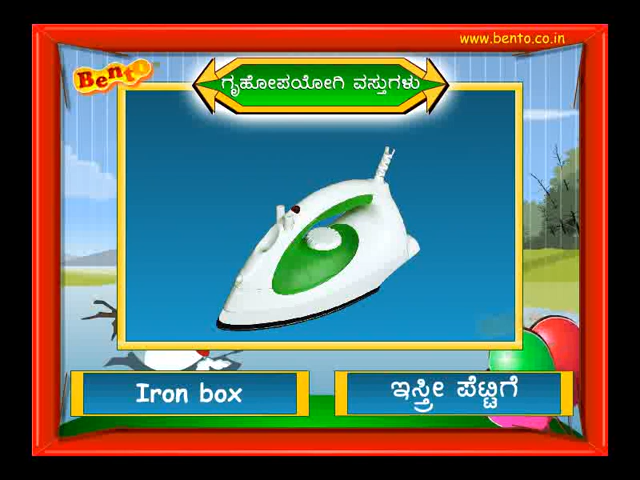 www.bento.co.in
Bento
ಗೃಹೋಪಯೋಗಿ ವಸ್ತುಗಳು
Iron box
ಇಸ್ತ್ರೀ ಪೆಟ್ಟಿಗೆ